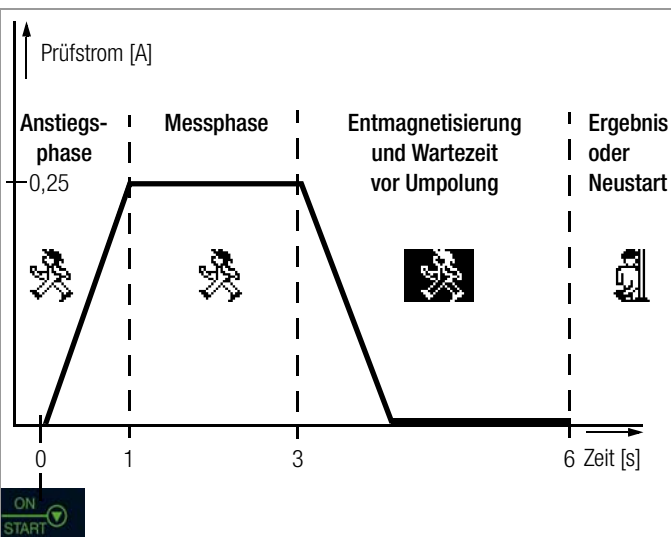 Prüfstrom [A]
Anstiegs-
phase
Messphase
Entmagnetisierung
und Wartezeit
vor Umpolung
Ergebnis
oder
Neustart
0,25
0
1
3
6
Zeit [s]
ON
START